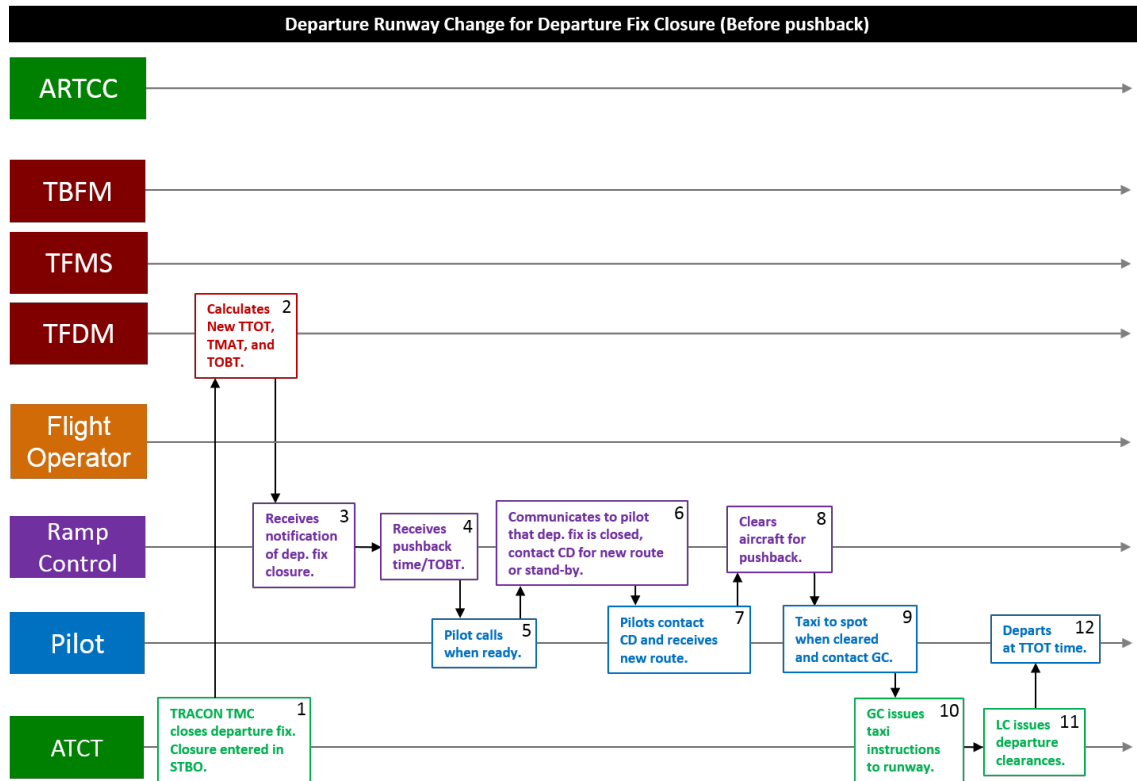 Departure Runway Change for Departure Fix Closure (Before pushback)
ARTCC
TBFM
TFMS
TFDM
Calculates 2
New TTOT,
TMAT, and
TOBT.
Flight
Operator
Ramp
Control
Receives 3
notification
of dep. fix
closure.
Receives 4
pushback
time/TOBT.
Communicates to pilot 6
that dep. fix is closed,
contact CD for new route
or stand-by.
Clears 8
aircraft for
pushback.
Pilot
Pilot calls 5
when ready.
Pilots contact 7
CD and receives
new route.
Taxi to spot 9
when cleared
and contact GC.
Departs 12
at TTOT time.
ATCT
TRACON TMC 1
closes departure fix.
Closure entered in
STBO.
GC issues 10
taxi
instructions
to runway.
LC issues 11
departure
clearances.